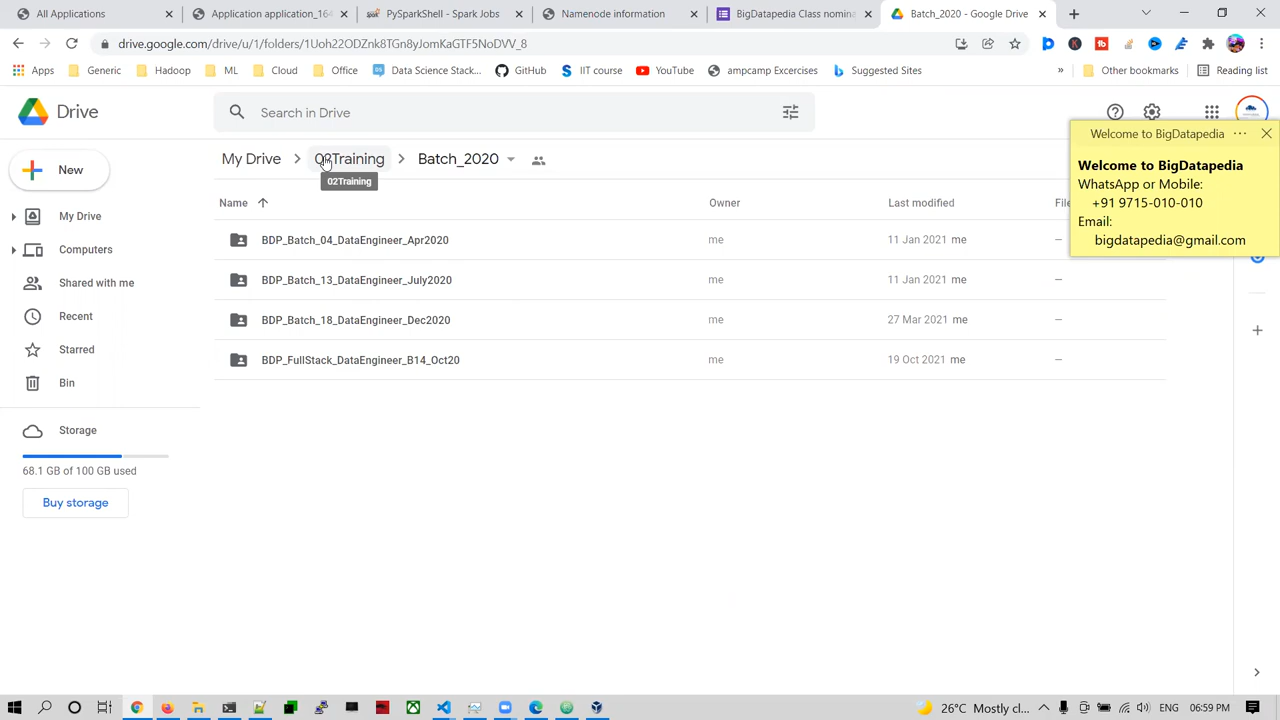 All Applications
Application application_164
PySparkShell - Spark Jobs
Namenode information
BigDatapedia Class nomina
Batch_2020 - Google Drive
drive.google.com/drive/u/1/folders/1Uoh22ODZnk8TGn8yJomKaGTF5NoDVV_8
Apps
Generic
Hadoop
ML
Cloud
Office
Data Science Stack...
GitHub
IIT course
YouTube
ampcamp Excercises
Suggested Sites
»
Other bookmarks
Reading list
Drive
Search in Drive
Welcome to BigDatapedia
Welcome to BigDatapedia
WhatsApp or Mobile:
+91 9715-010-010
Email:
bigdatapedia@gmail.com
New
My Drive
02Training
Batch_2020
02Training
Name
Owner
Last modified
File
BDP_Batch_04_DataEngineer_Apr2020
me
11 Jan 2021 me
–
BDP_Batch_13_DataEngineer_July2020
me
11 Jan 2021 me
–
BDP_Batch_18_DataEngineer_Dec2020
me
27 Mar 2021 me
–
BDP_FullStack_DataEngineer_B14_Oct20
me
19 Oct 2021 me
–
My Drive
Computers
Shared with me
Recent
Starred
Bin
Storage
68.1 GB of 100 GB used
Buy storage
26°C Mostly cl...
ENG
06:59 PM